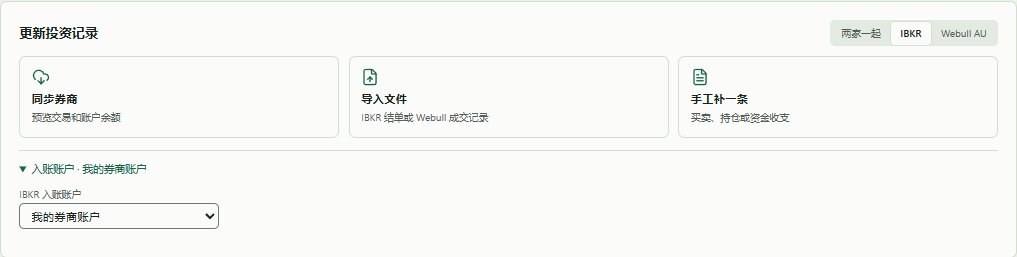 更新投资记录
两家一起 IBKR Webull AU
同步券商
预览交易和账户余额
导入文件
IBKR 结单或 Webull 成交记录
手工补一条
买卖、持仓或资金收支
入账账户 · 我的券商账户
IBKR 入账账户
我的券商账户